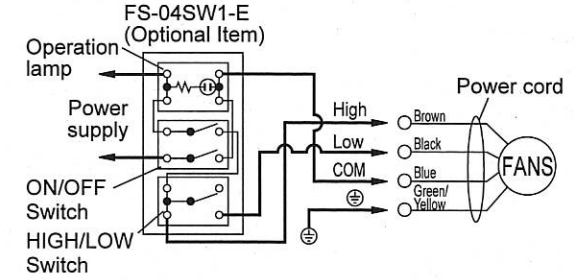 FS-04SW1-E
(Optional Item)
Operation
lamp
Power
supply
ON/OFF
Switch
HIGH/LOW
Switch
High
Low
COM
Power cord
Brown
Black
Blue
Green/
Yellow
FANS